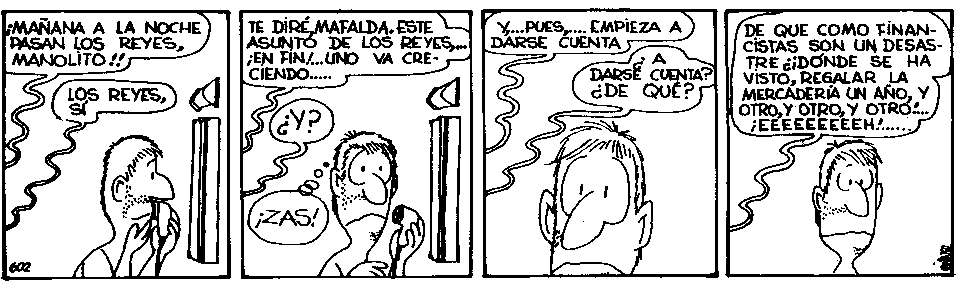 ¡MAÑANA A LA NOCHE
PASAN LOS REYES,
MANOLITO!!
LOS REYES,
SÍ
602
TE DIRÉ, MAFALDA. ESTE
ASUNTO DE LOS REYES,...
¡EN FIN!...UNO VA CRE-
CIENDO.....
¿Y?
¡ZAS!
Y,...PUES,.... EMPIEZA A
DARSE CUENTA
¿A
DARSE CUENTA?
¿DE QUÉ?
DE QUE COMO FINAN-
CISTAS SON UN DESAS-
TRE ¿¡DÓNDE SE HA
VISTO, REGALAR LA
MERCADERÍA UN AÑO, Y
OTRO, Y OTRO, Y OTRO!...
¡EEEEEEEEEH!.....